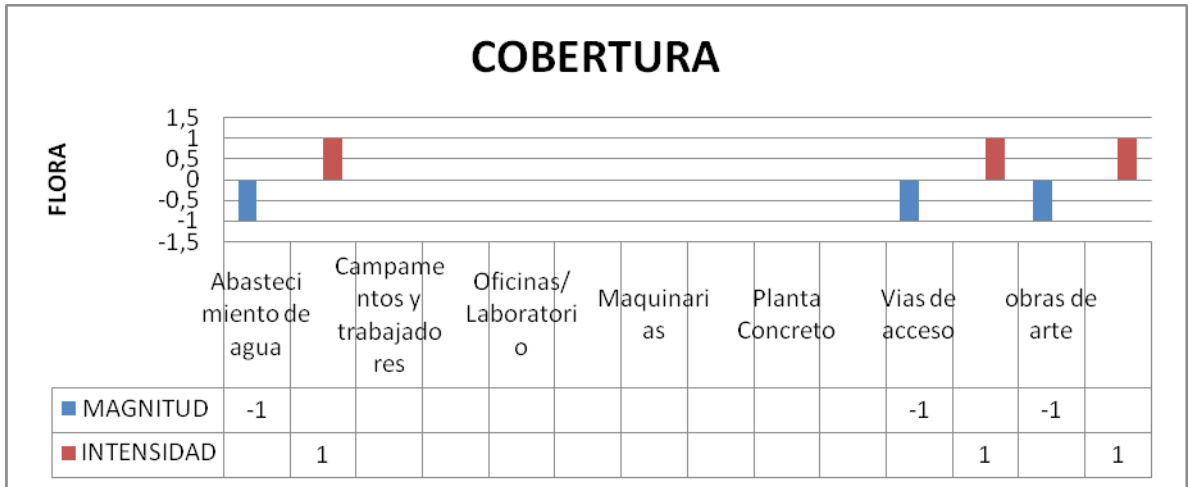 COBERTURA
FLORA
1,5
1
0,5
0
-0,5
-1
-1,5
Abasteci
miento de
agua
Campame
ntos y
trabajado
res
Oficinas/
Laboratori
o
Maquinari
as
Planta
Concreto
Vias de
acceso
obras de
arte
MAGNITUD -1 -1 -1
INTENSIDAD 1 1 1